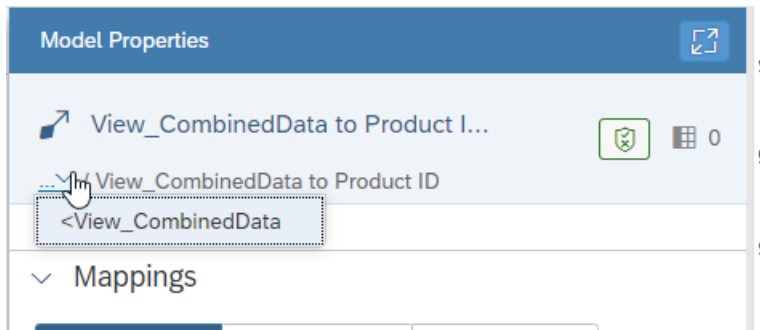 Model Properties
View_CombinedData to Product I...
0
... / View_CombinedData to Product ID
<View_CombinedData
Mappings